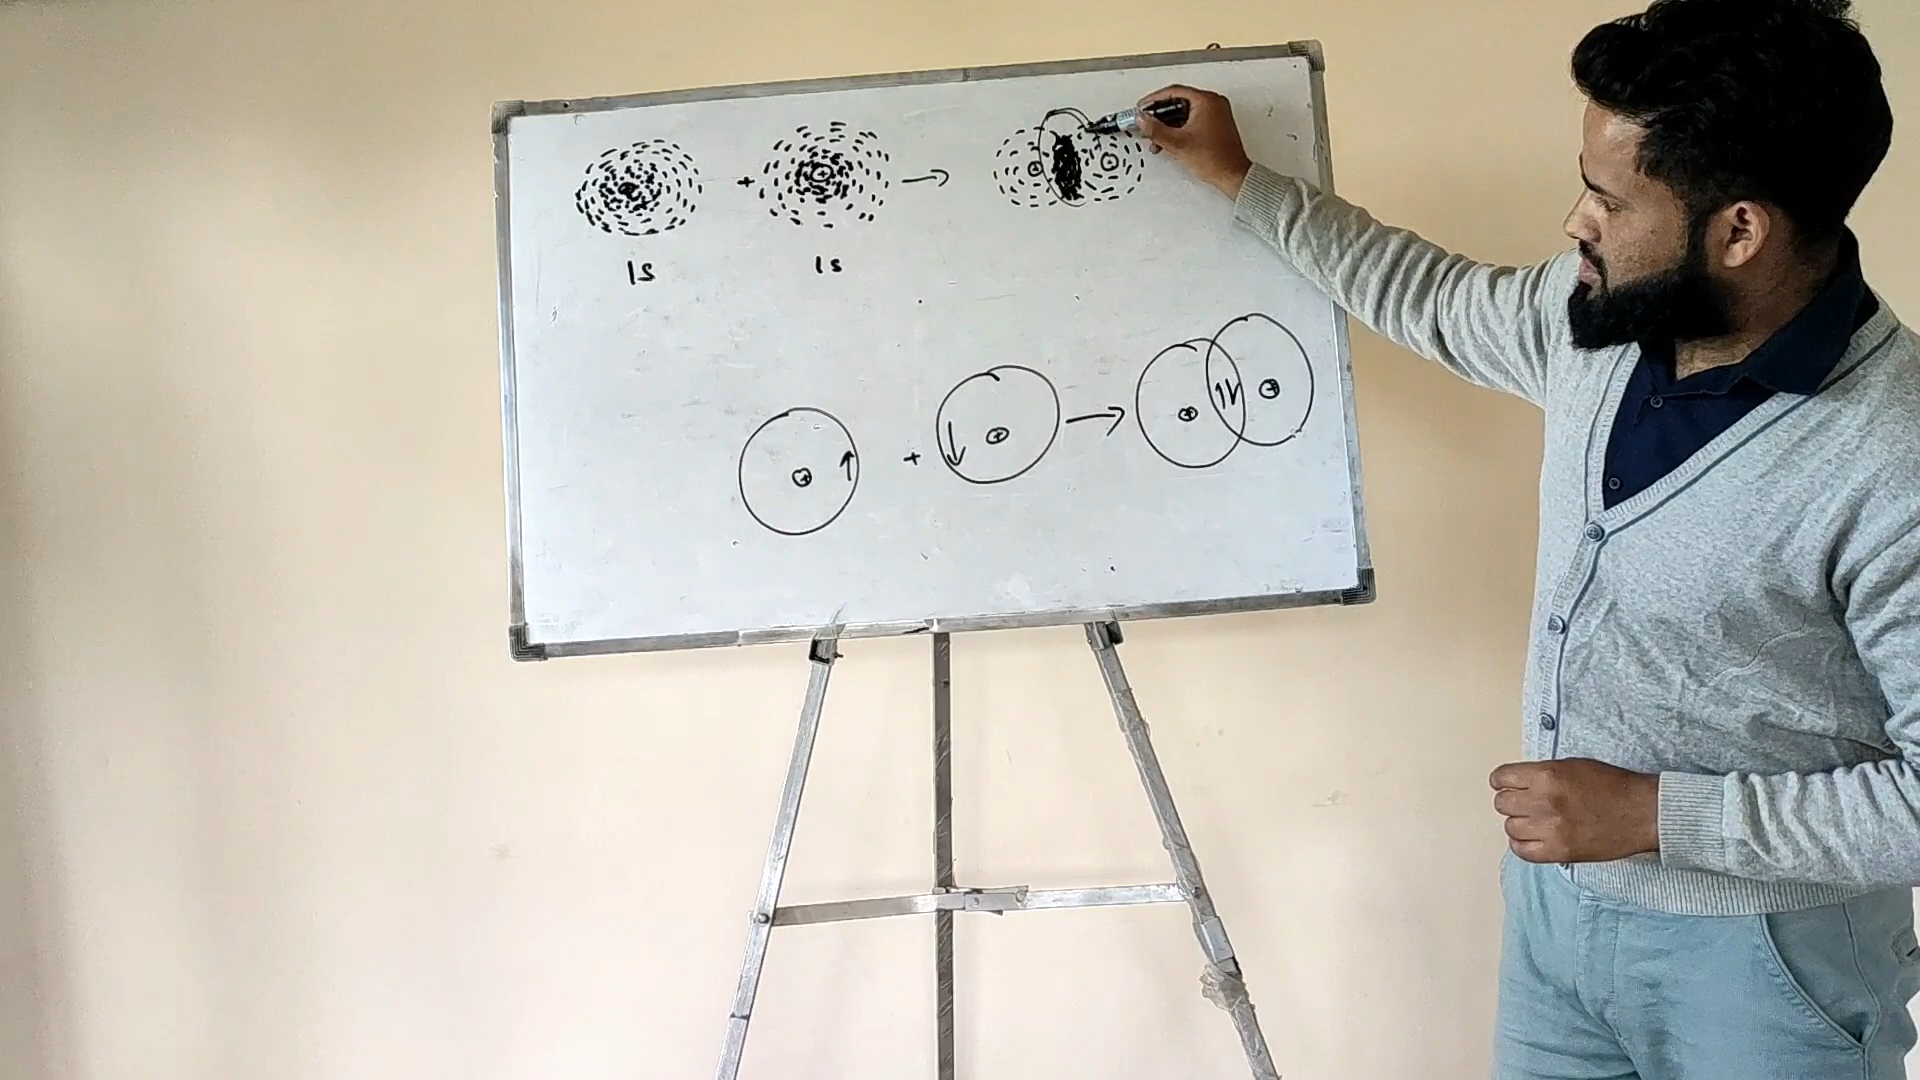 + →
1s 1s
+ →